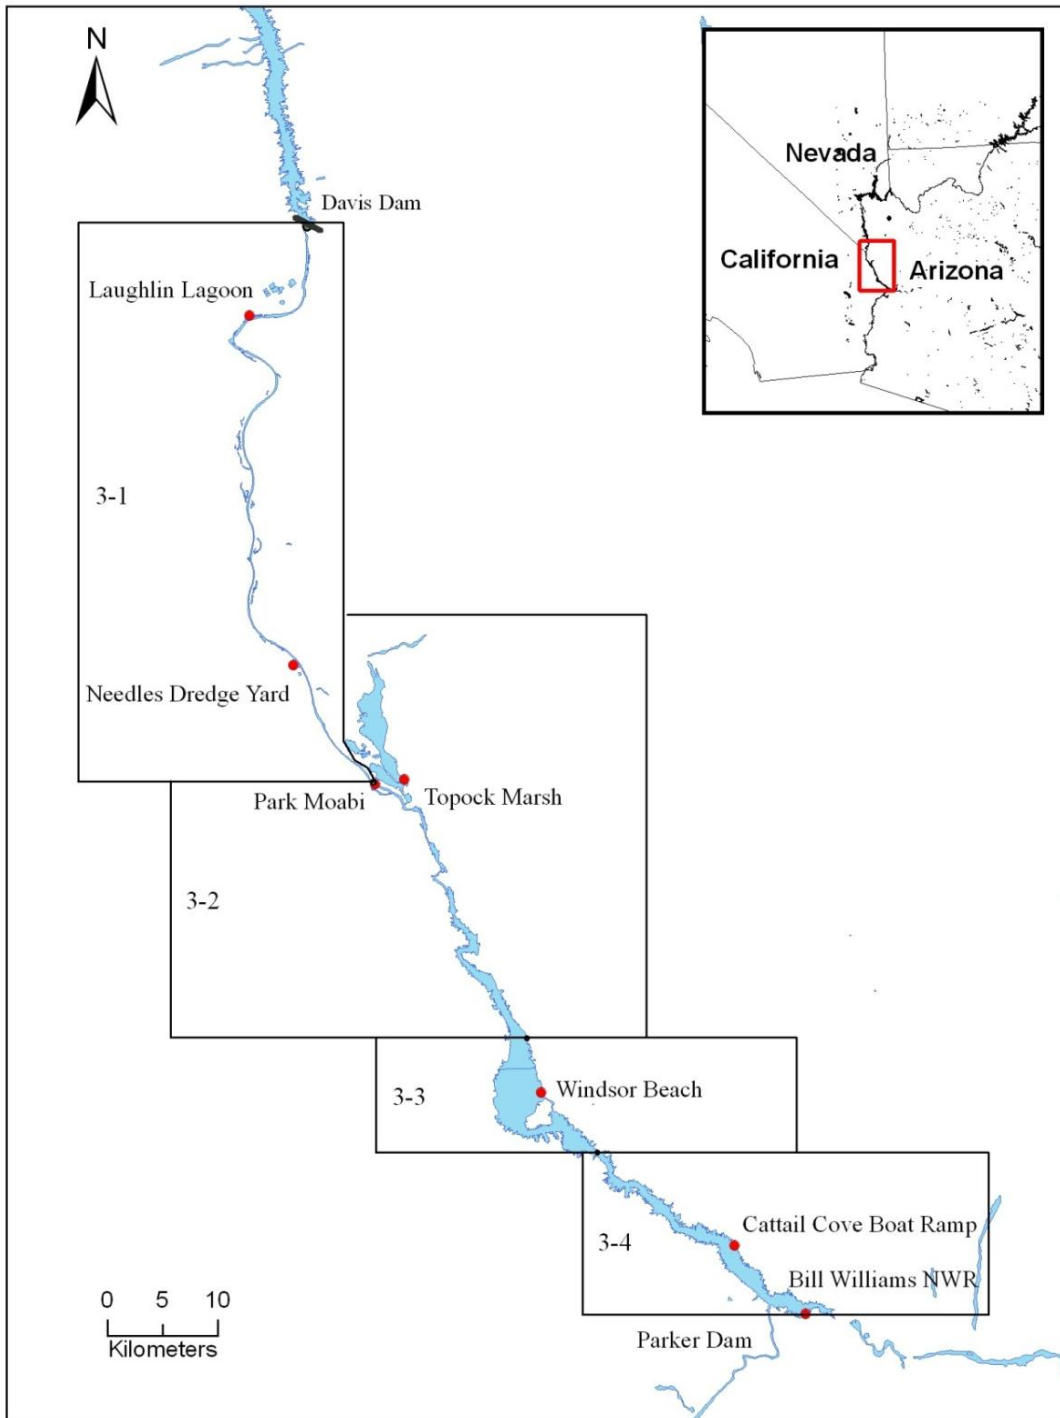 N
Davis Dam
Nevada
California
Arizona
Laughlin Lagoon
3-1
Needles Dredge Yard
Park Moabi
Topock Marsh
3-2
Windsor Beach
3-3
Cattail Cove Boat Ramp
3-4
Bill Williams NWR
Parker Dam
0 5 10
Kilometers